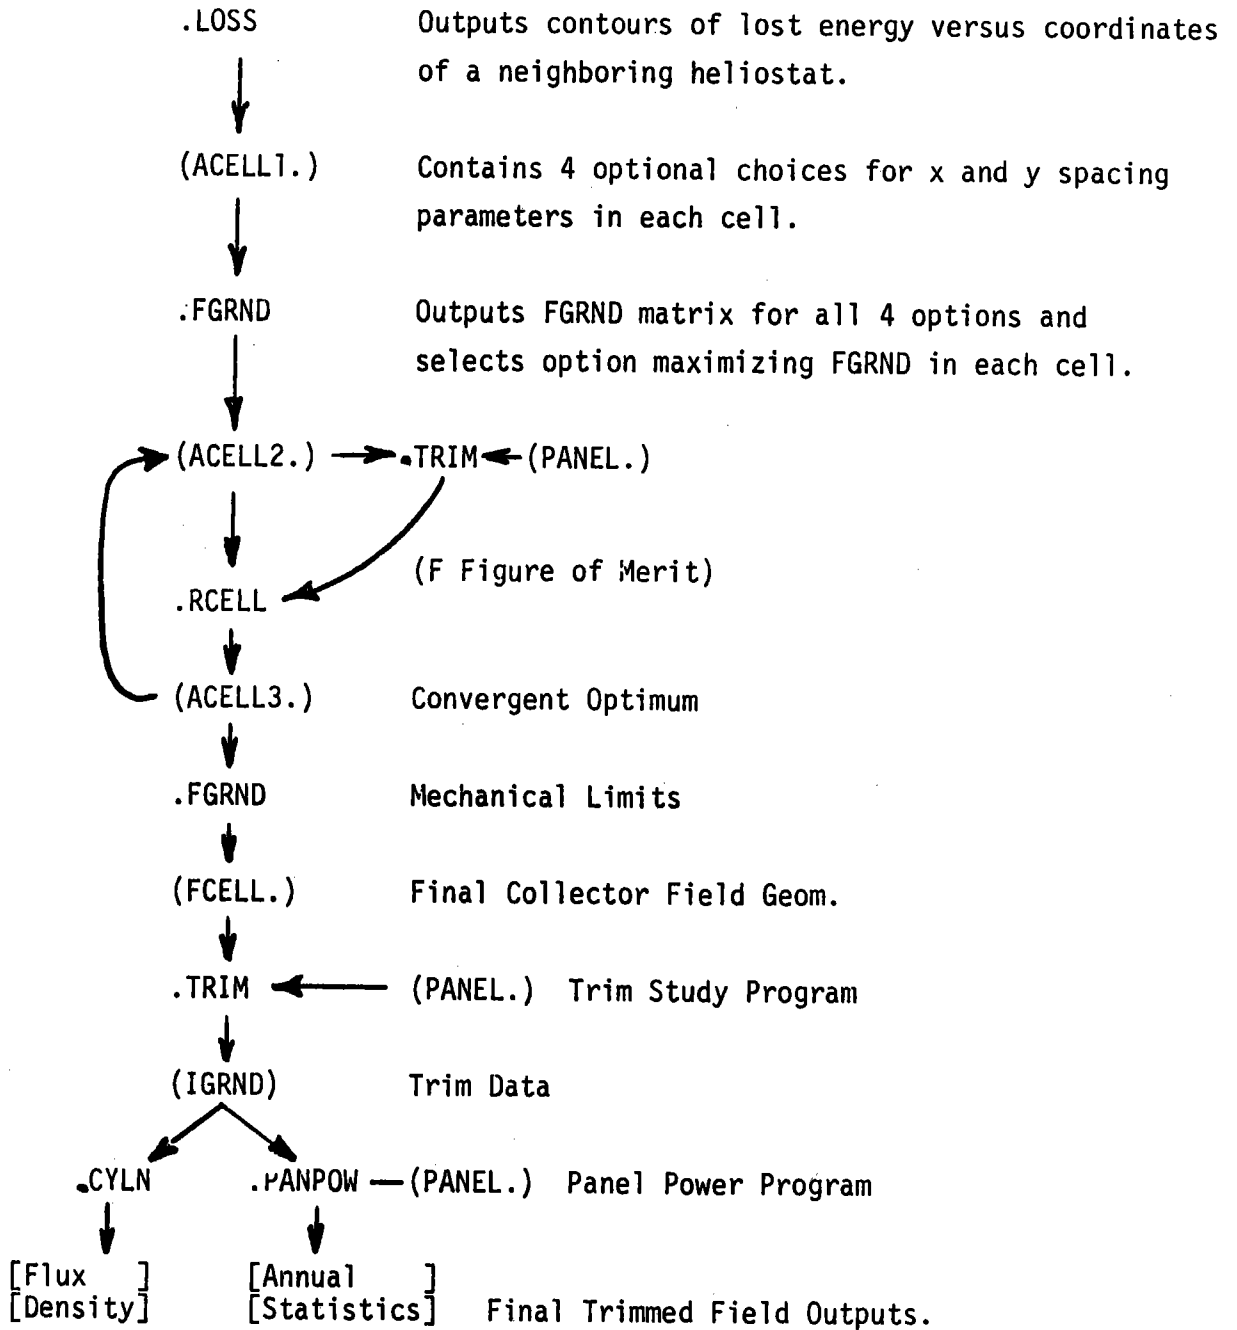 .LOSS Outputs contours of lost energy versus coordinates
of a neighboring heliostat.
(ACELL1.) Contains 4 optional choices for x and y spacing
parameters in each cell.
.FGRND Outputs FGRND matrix for all 4 options and
selects option maximizing FGRND in each cell.
(ACELL2.) .TRIM (PANEL.)
(F Figure of Merit)
.RCELL
(ACELL3.) Convergent Optimum
.FGRND Mechanical Limits
(FCELL.) Final Collector Field Geom.
.TRIM (PANEL.) Trim Study Program
(IGRND) Trim Data
.CYLN .PANPOW (PANEL.) Panel Power Program
[Flux ] [Annual ]
[Density] [Statistics] Final Trimmed Field Outputs.